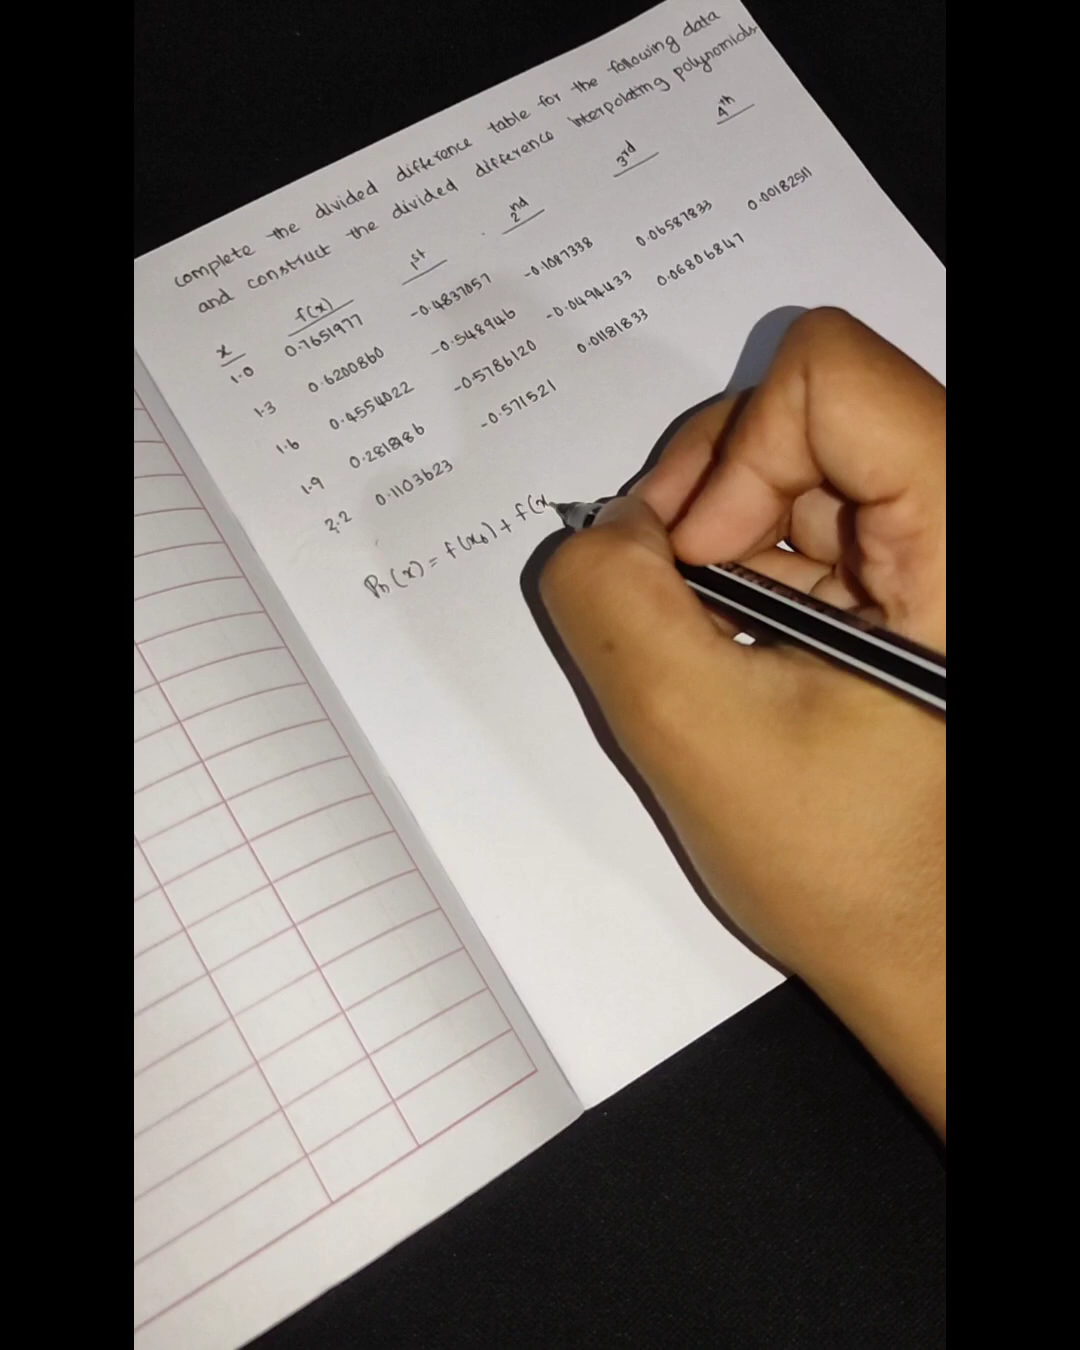 complete the divided difference table for the following data
and construct the divided difference interpolating polynomials
x f(x) 1st 2nd 3rd 4th
1.0 0.7651977 -0.4837057 -0.1087338 0.06587833 0.00182511
1.3 0.6200860 -0.548946 -0.0494433 0.06806847
1.6 0.4554022 -0.5786120 0.01181833
1.9 0.2818186 -0.571521
2.2 0.1103623
Pn(x) = f(x0) + f(x